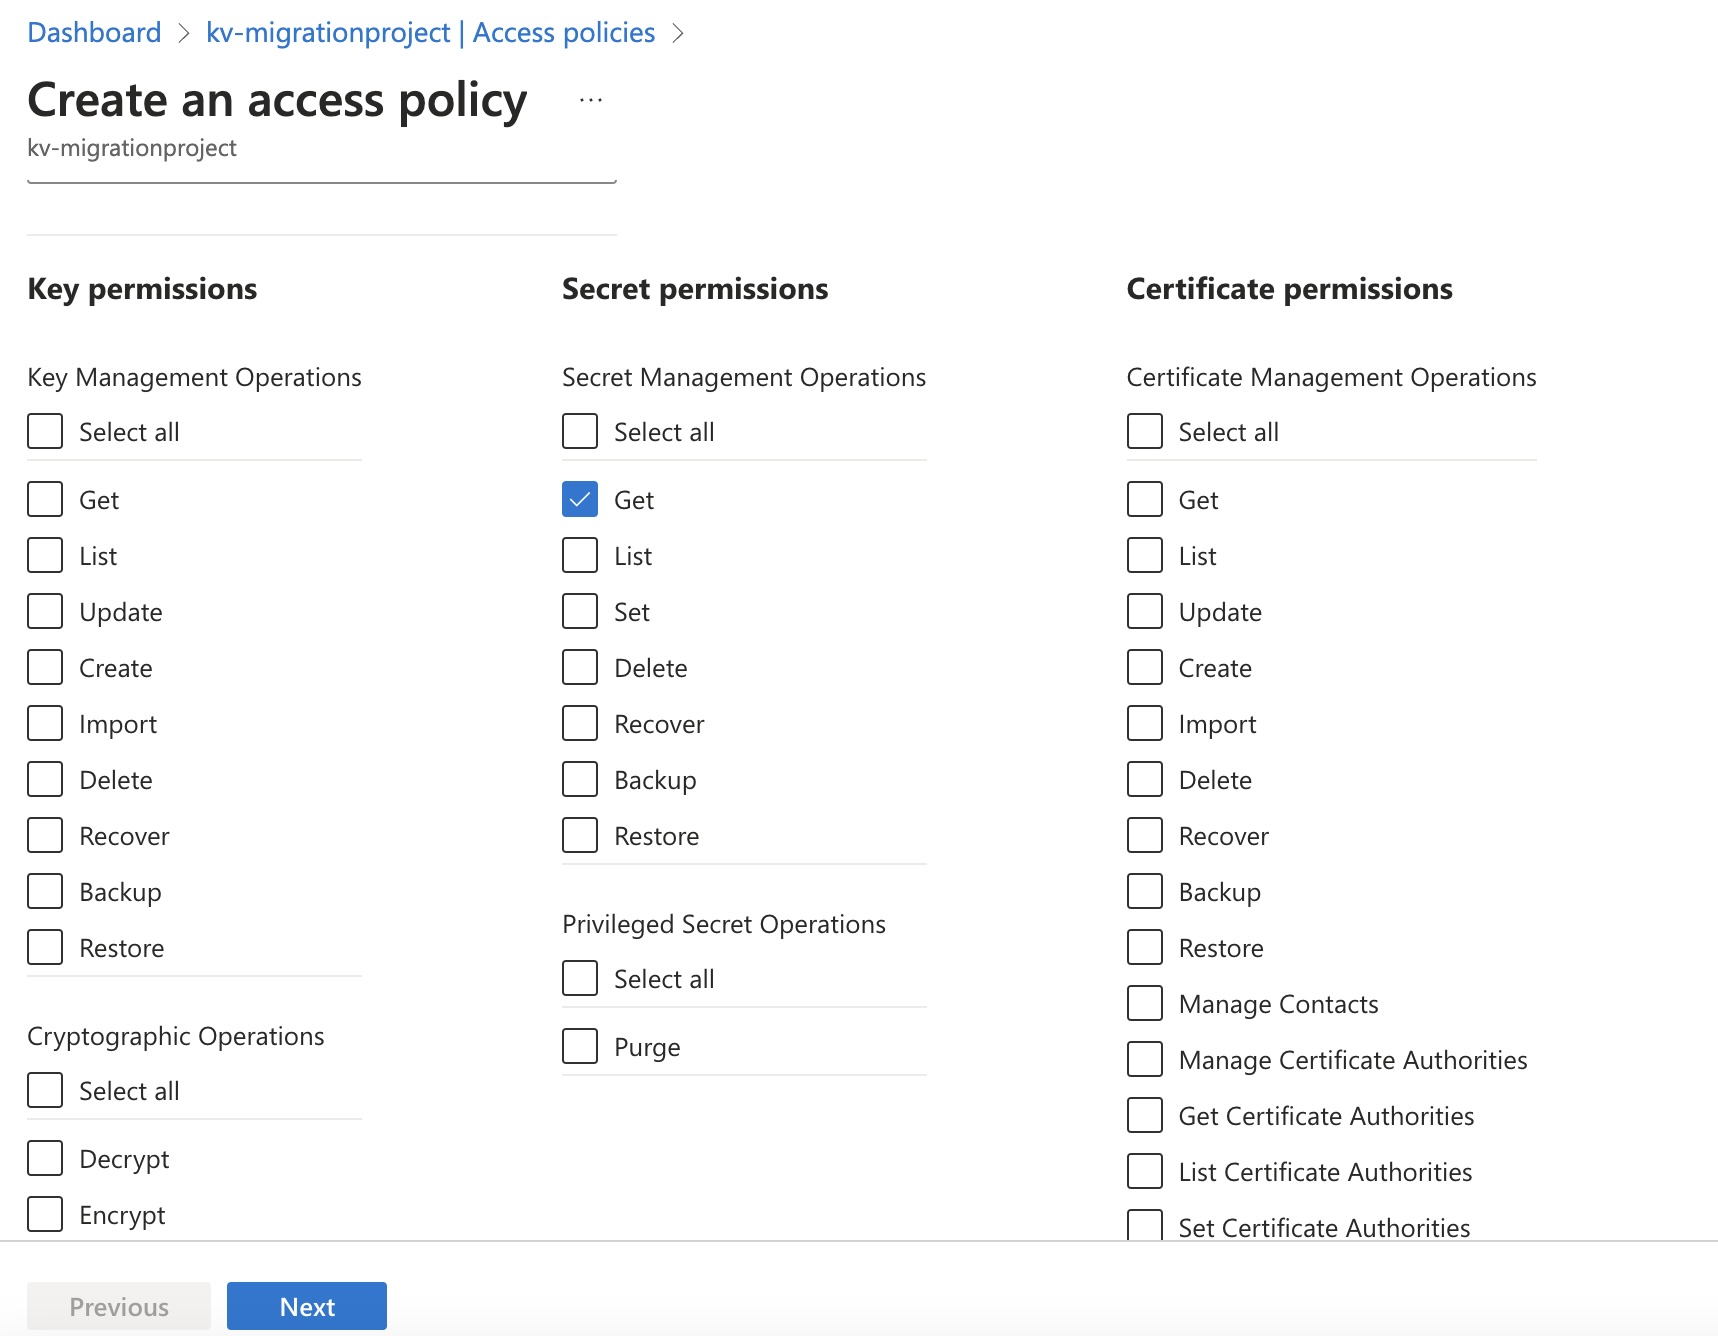 Dashboard > kv-migrationproject | Access policies >
Create an access policy ...
kv-migrationproject
Key permissions
Key Management Operations
Select all
Get
List
Update
Create
Import
Delete
Recover
Backup
Restore
Cryptographic Operations
Select all
Decrypt
Encrypt
Secret permissions
Secret Management Operations
Select all
Get
List
Set
Delete
Recover
Backup
Restore
Privileged Secret Operations
Select all
Purge
Certificate permissions
Certificate Management Operations
Select all
Get
List
Update
Create
Import
Delete
Recover
Backup
Restore
Manage Contacts
Manage Certificate Authorities
Get Certificate Authorities
List Certificate Authorities
Set Certificate Authorities
Previous
Next